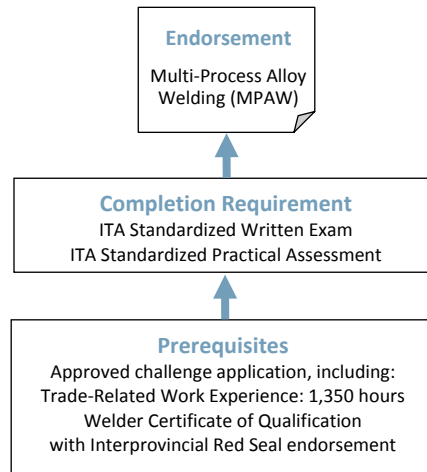 Endorsement
Multi-Process Alloy
Welding (MPAW)
Completion Requirement
ITA Standardized Written Exam
ITA Standardized Practical Assessment
Prerequisites
Approved challenge application, including:
Trade-Related Work Experience: 1,350 hours
Welder Certificate of Qualification
with Interprovincial Red Seal endorsement